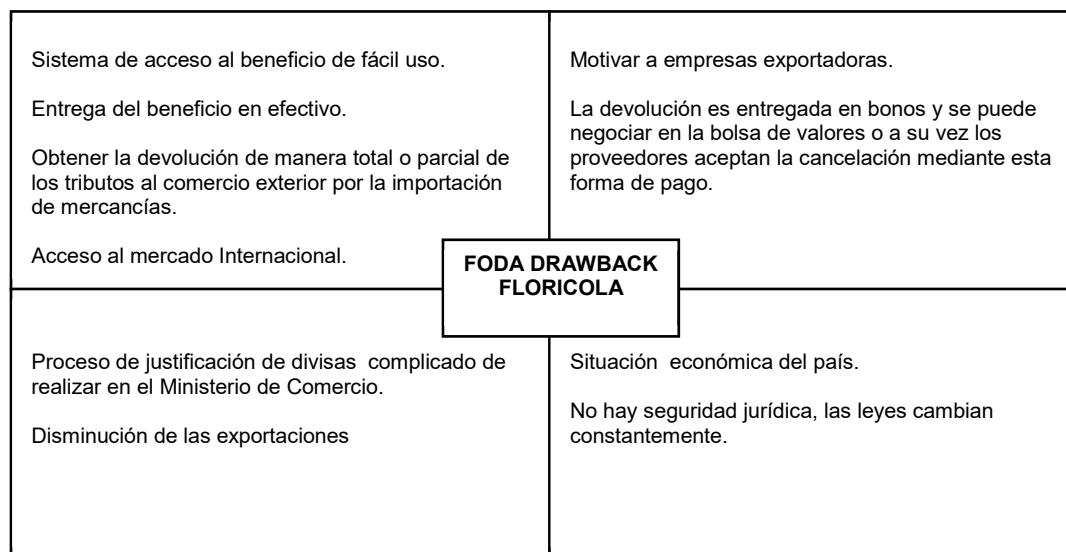 Sistema de acceso al beneficio de fácil uso.
Entrega del beneficio en efectivo.
Obtener la devolución de manera total o parcial de
los tributos al comercio exterior por la importación
de mercancías.
Acceso al mercado Internacional.
Motivar a empresas exportadoras.
La devolución es entregada en bonos y se puede
negociar en la bolsa de valores o a su vez los
proveedores aceptan la cancelación mediante esta
forma de pago.
FODA DRAWBACK
FLORICOLA
Proceso de justificación de divisas  complicado de
realizar en el Ministerio de Comercio.
Disminución de las exportaciones
Situación  económica del país.
No hay seguridad jurídica, las leyes cambian
constantemente.